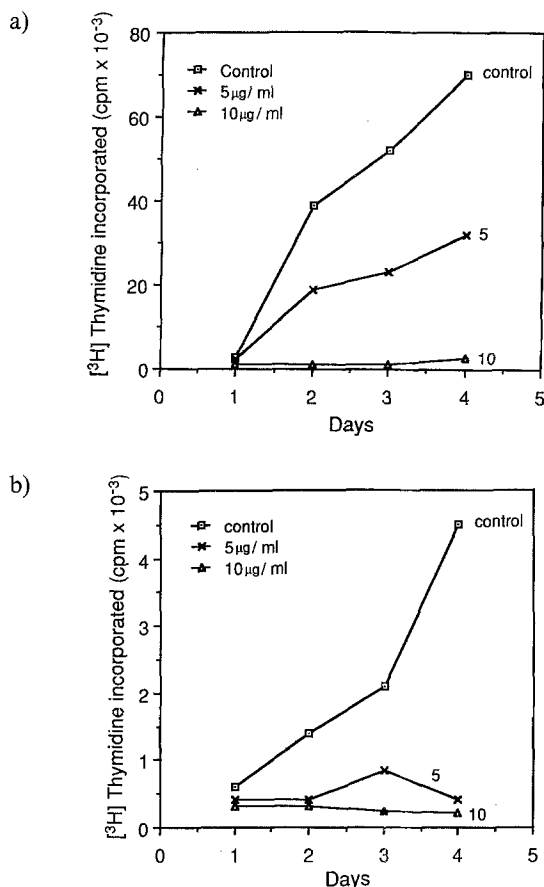 a)
[³H] Thymidine incorporated (cpm x 10⁻³)
80
60
40
20
0
Control
5μg/ ml
10μg/ ml
control
5
10
0 1 2 3 4 5
Days
b)
[³H] Thymidine incorporated (cpm x 10⁻³)
5
4
3
2
1
0
control
5μg/ ml
10μg/ ml
control
5
10
0 1 2 3 4 5
Days